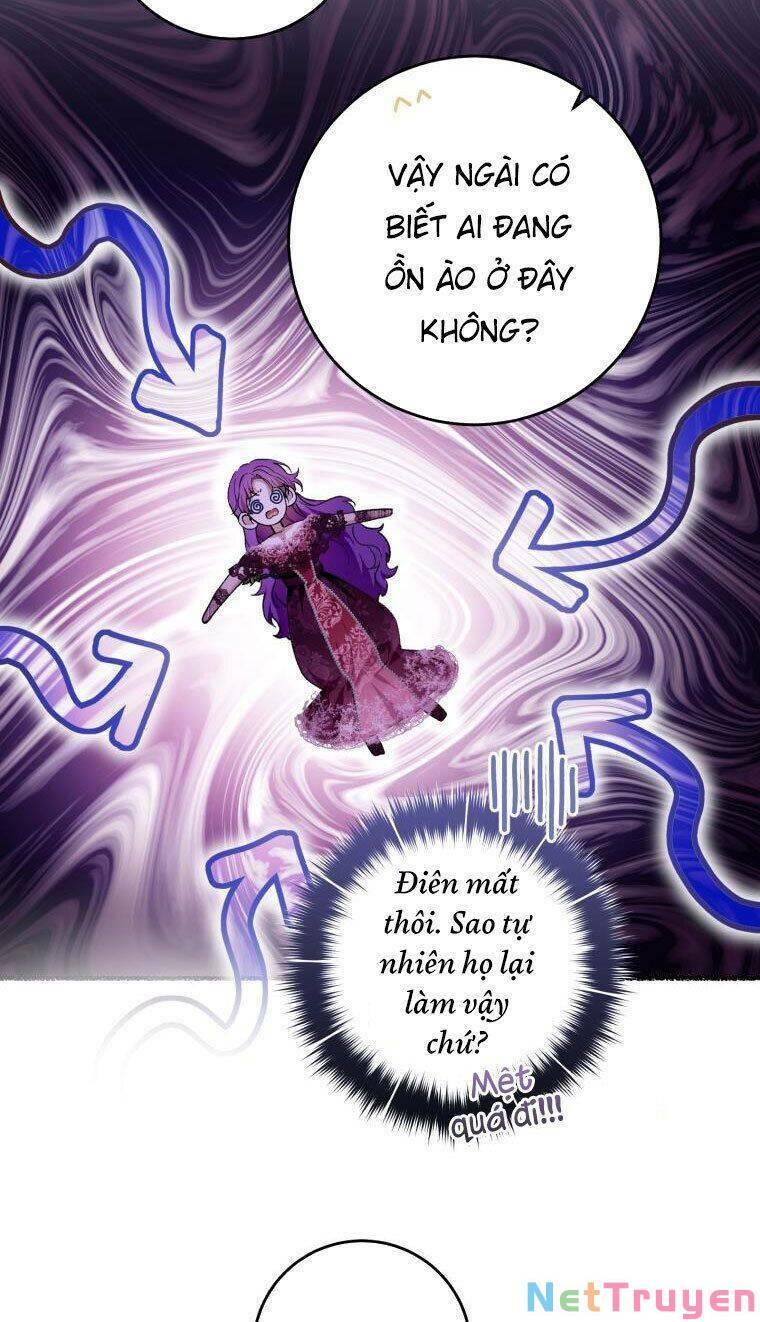 ^^
VẬY NGÀI CÓ
BIẾT AI ĐANG
ỒN ÀO Ở ĐÂY
KHÔNG?
Điên mất
thôi. Sao tự
nhiên họ lại
làm vậy
chứ?
Mệt
quá đi!!!
NetTruyen